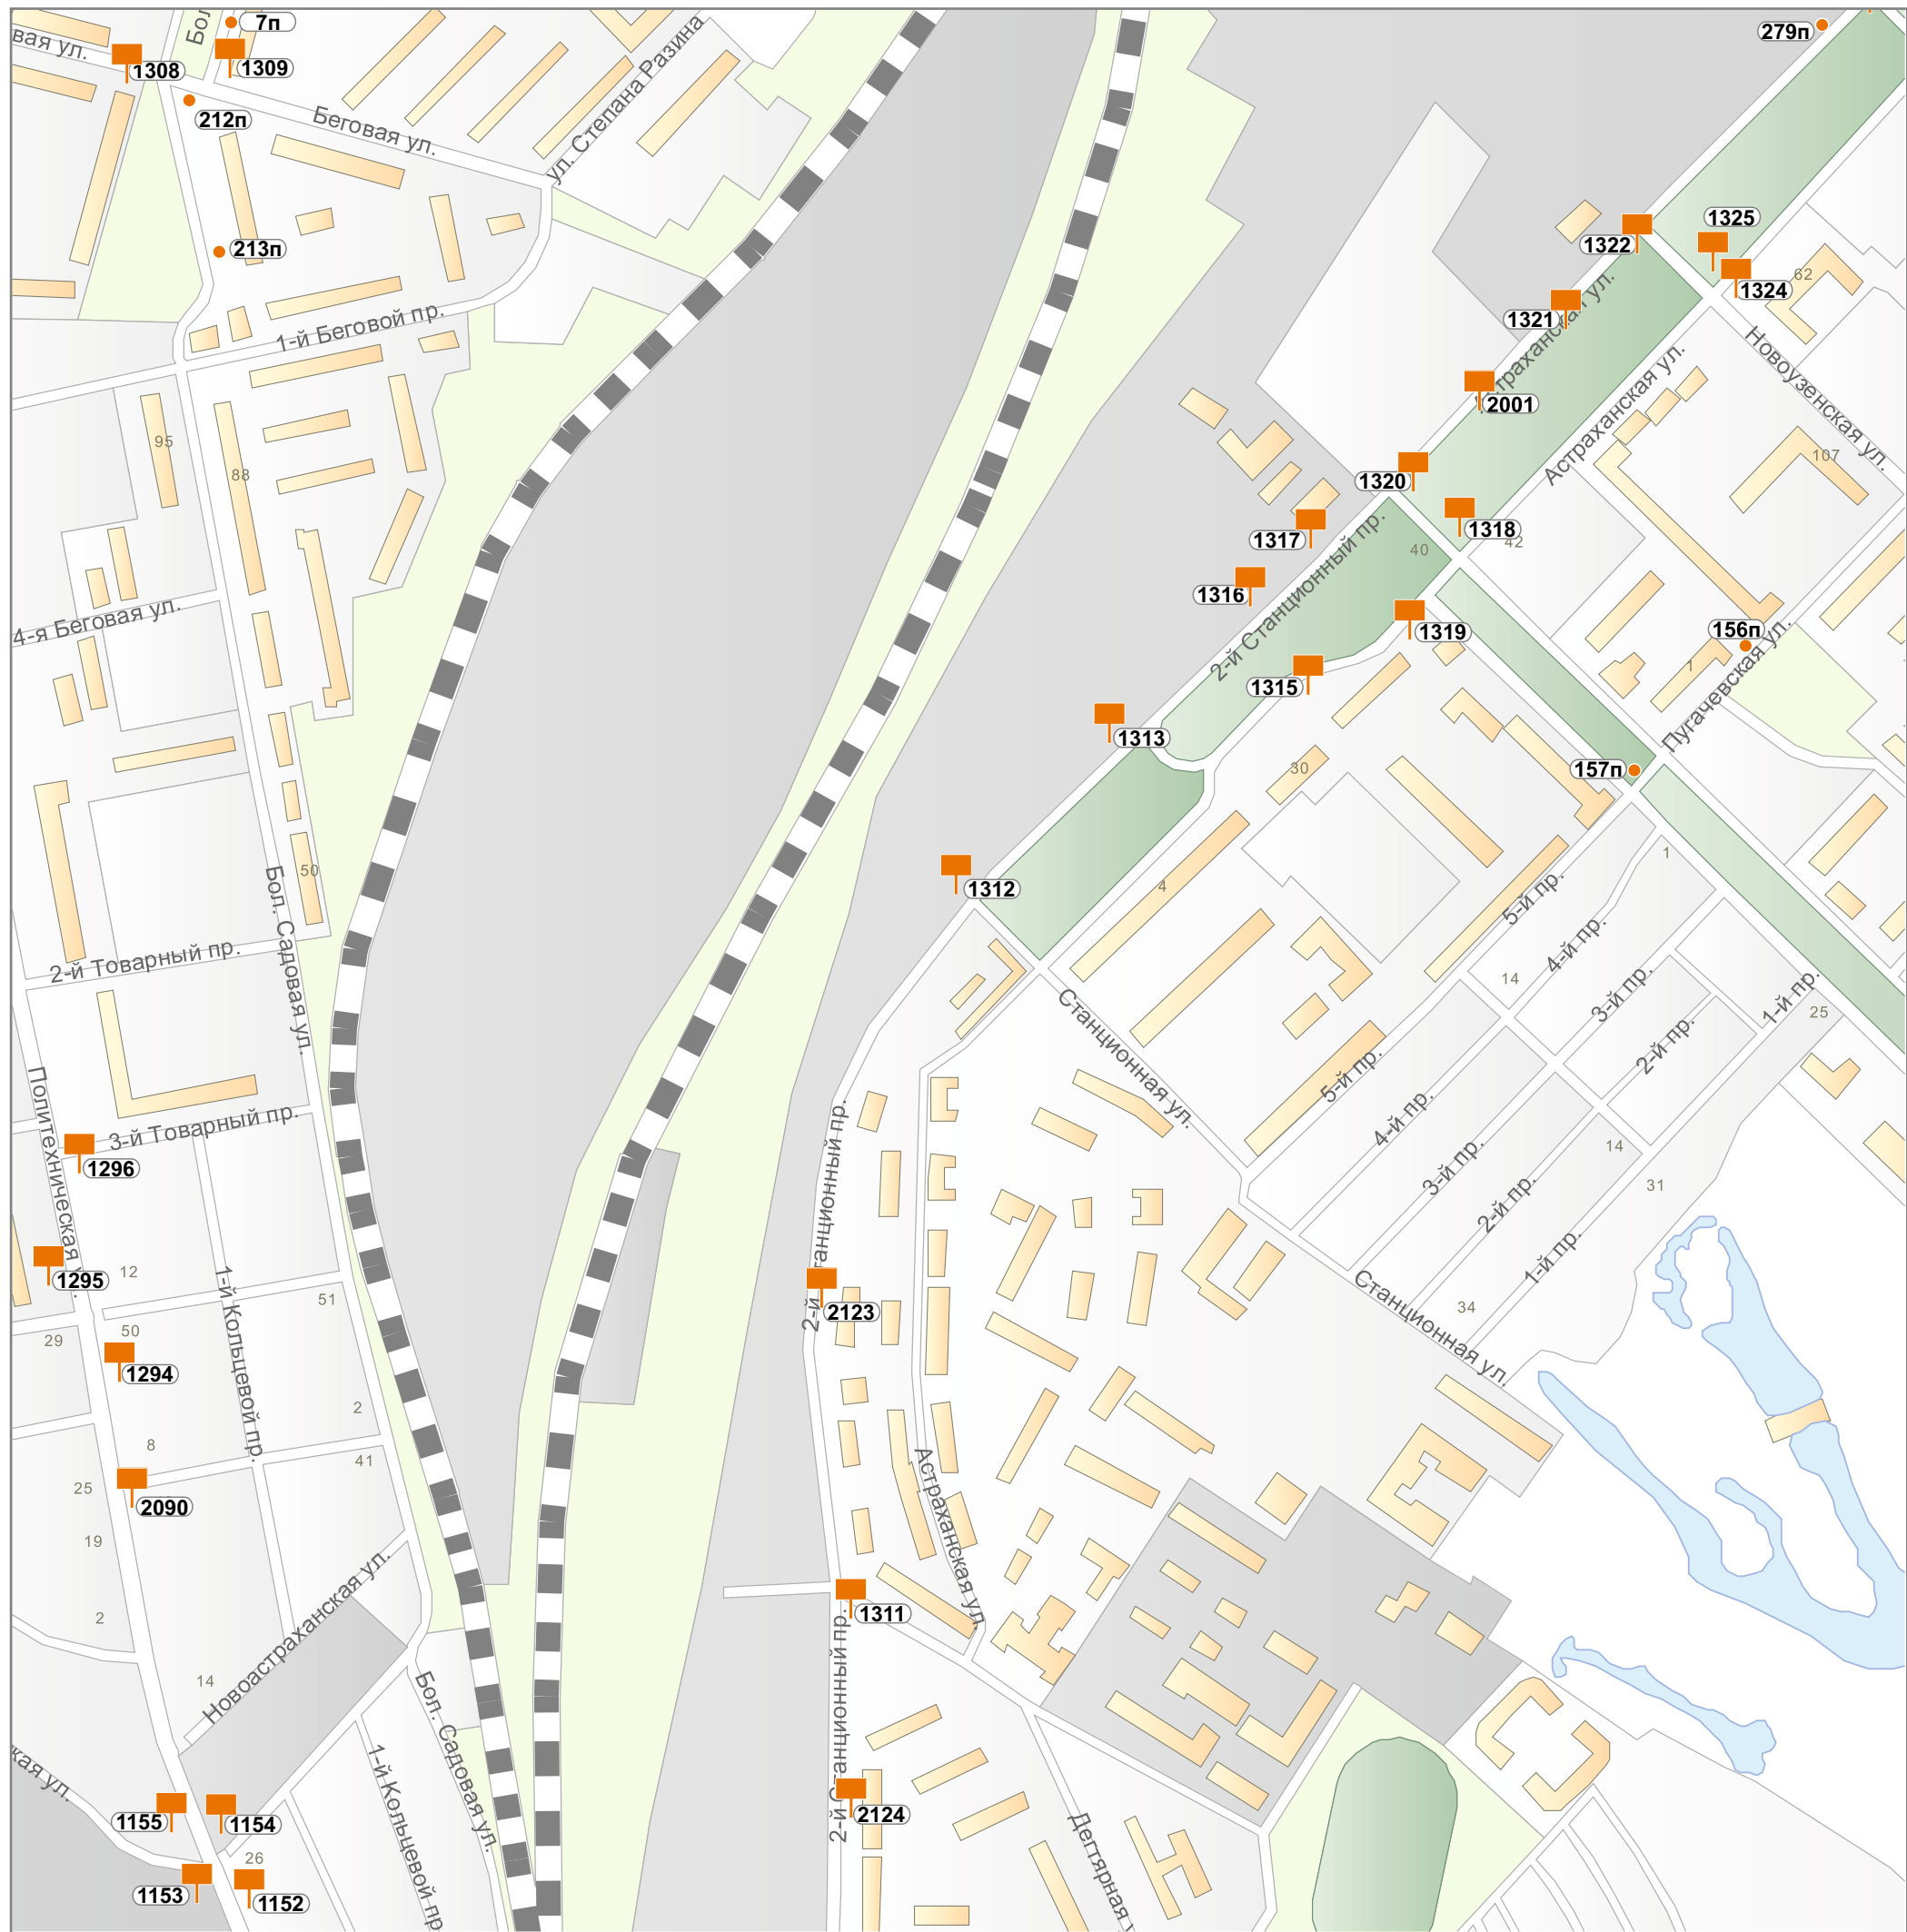 7п
279п
вая ул.
Бол
1308
1309
212п
Беговая ул.
ул. Степана Разина
1325
1322
213п
62
1324
1321
Астраханская ул.
1-й Беговой пр.
Новоузенская ул.
2001
Астраханская ул.
95
88
107
1320
1318
42
1317
2-й Станционный пр.
40
1316
4-я Беговая ул.
1319
156п
1315
1
Пугачевская ул.
1313
157п
30
50
1
1312
4
Бол. Садовая ул.
5-й пр.
4-й пр.
2-й Товарный пр.
14
3-й пр.
1-й пр.
25
Станционная ул.
2-й пр.
5-й пр.
Политехническая ул.
4-й пр.
3-й Товарный пр.
1296
2-й Станционный пр.
3-й пр.
14
31
2-й пр.
1295
12
1-й Кольцевой пр.
1-й пр.
51
2123
Станционная ул.
34
50
29
1294
2
8
41
25
2090
Астраханская ул.
19
Новоастраханская ул.
2
1311
14
2-й Станционный пр.
Бол. Садовая ул.
кая ул.
1-й Кольцевой пр
1155
1154
2124
Дегтярная у
26
1153
1152